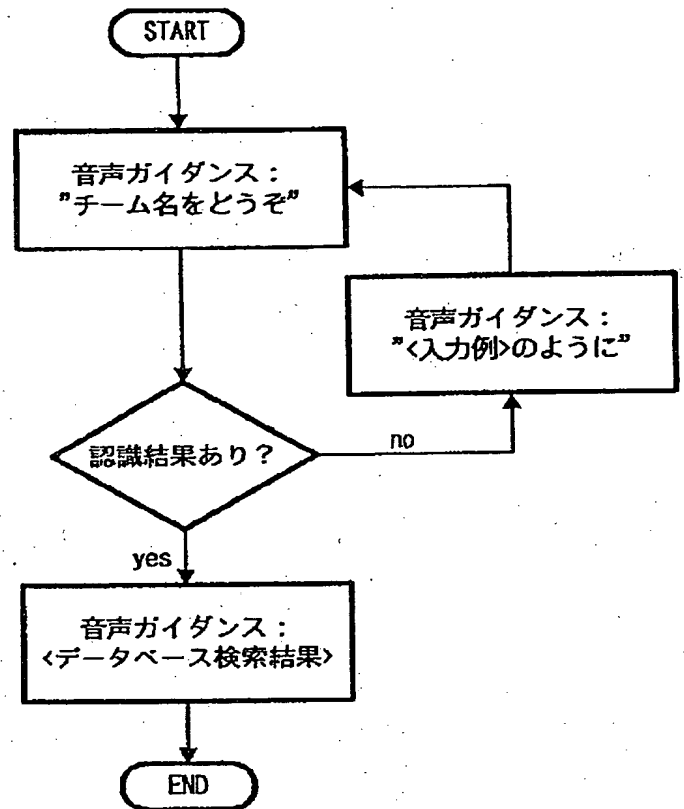 START
音声ガイダンス：
"チーム名をどうぞ"
音声ガイダンス：
"<入力例>のように"
認識結果あり？
no
yes
音声ガイダンス：
<データベース検索結果>
END